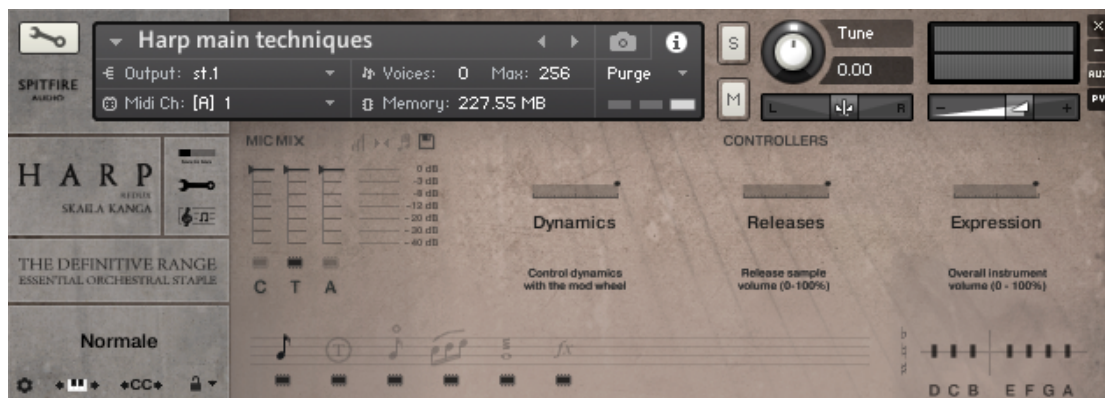 Harp main techniques
S
Tune
SPITFIRE
AUDIO
Output: st.1
Voices: 0 Max: 256
Purge
0.00
AUX
Midi Ch: [A] 1
Memory: 227.55 MB
M
L
R
PV
MIC MIX
CONTROLLERS
HARP
REDUX
SKAILA KANGA
0 dB
-3 dB
-8 dB
-12 dB
-20 dB
-30 dB
-40 dB
Dynamics
Releases
Expression
THE DEFINITIVE RANGE
ESSENTIAL ORCHESTRAL STAPLE
C T A
Control dynamics
with the mod wheel
Release sample
volume (0-100%)
Overall instrument
volume (0 - 100%)
Normale
T
fx
CC
D C B E F G A